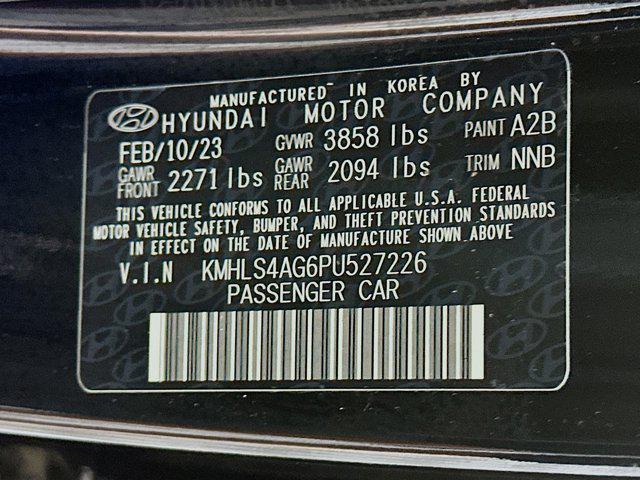 MANUFACTURED IN KOREA BY
HYUNDAI MOTOR COMPANY
FEB/10/23 GVWR 3858 lbs PAINT A2B
GAWR FRONT 2271 lbs GAWR REAR 2094 lbs TRIM NNB
THIS VEHICLE CONFORMS TO ALL APPLICABLE U.S.A. FEDERAL
MOTOR VEHICLE SAFETY, BUMPER, AND THEFT PREVENTION STANDARDS
IN EFFECT ON THE DATE OF MANUFACTURE SHOWN ABOVE
V.I.N KMHLS4AG6PU527226
PASSENGER CAR